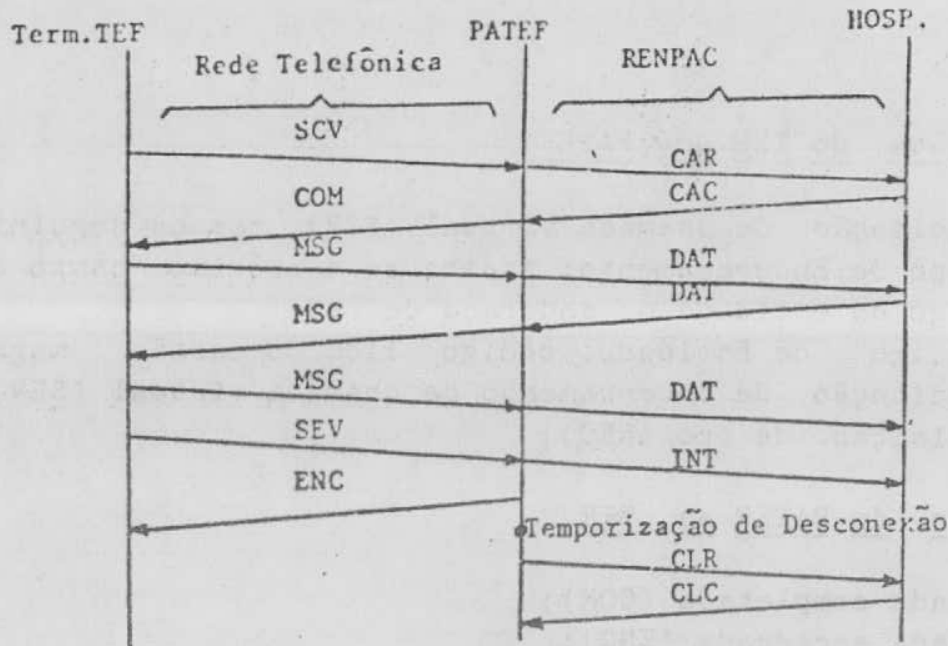 Term.TEF PATEF HOSP.
Rede Telefônica RENPAC
SCV
CAR
COM CAC
MSG DAT
DAT
MSG
MSG DAT
SEV
INT
ENC
Temporização de Desconexão
CLR
CLC